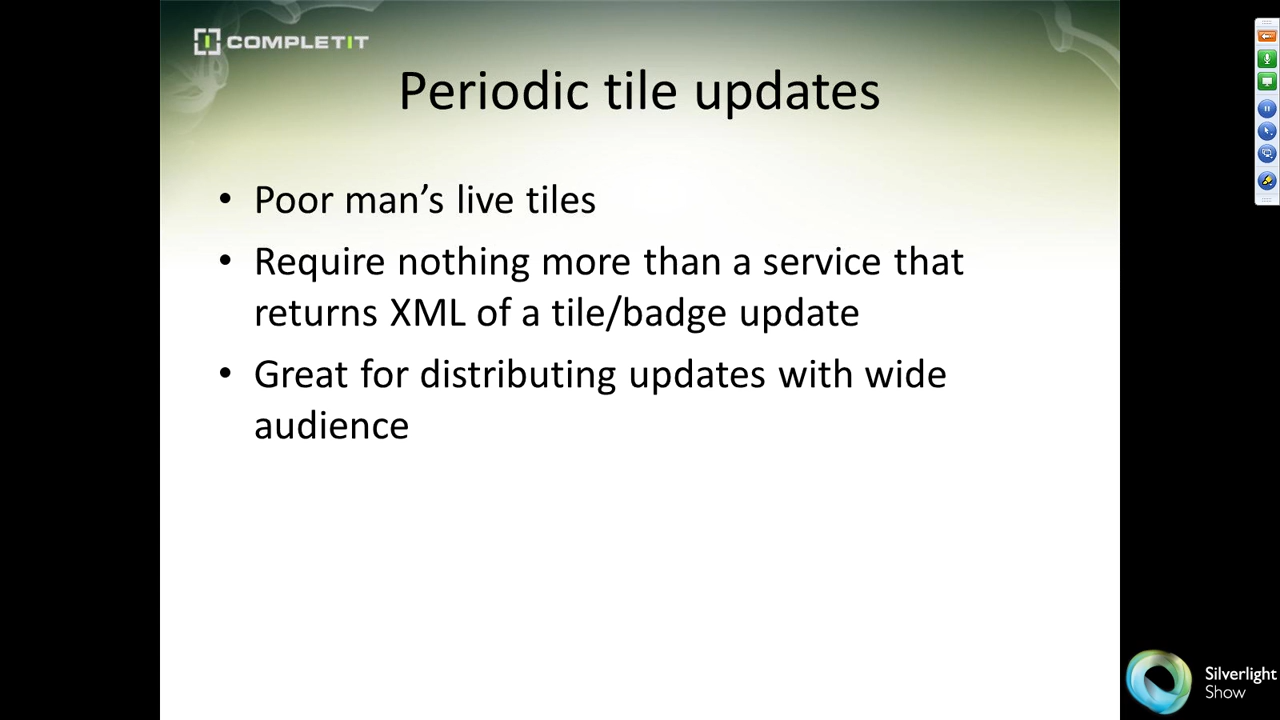 COMPLETIT
Periodic tile updates
• Poor man's live tiles
• Require nothing more than a service that
returns XML of a tile/badge update
• Great for distributing updates with wide
audience
Silverlight
Show